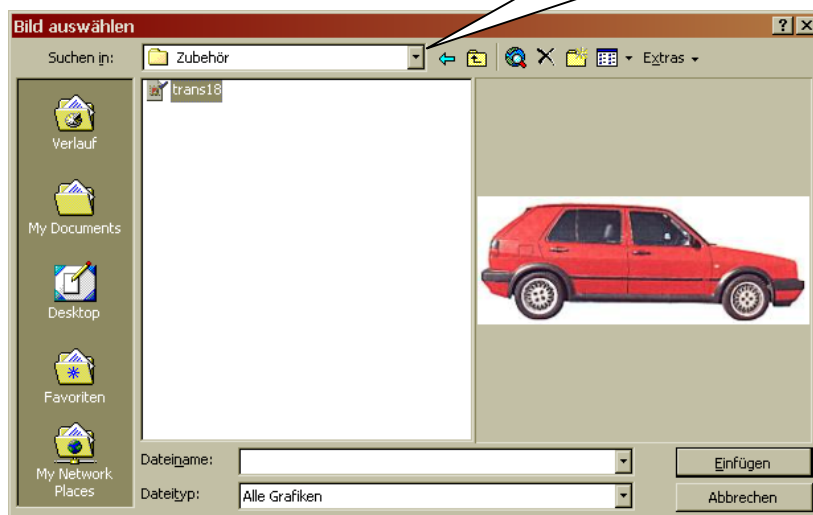 Bild auswählen
Suchen in: Zubehör Extras
trans18
Verlauf
My Documents
Desktop
Favoriten
My Network
Places
Dateiname:
Einfügen
Dateityp: Alle Grafiken
Abbrechen